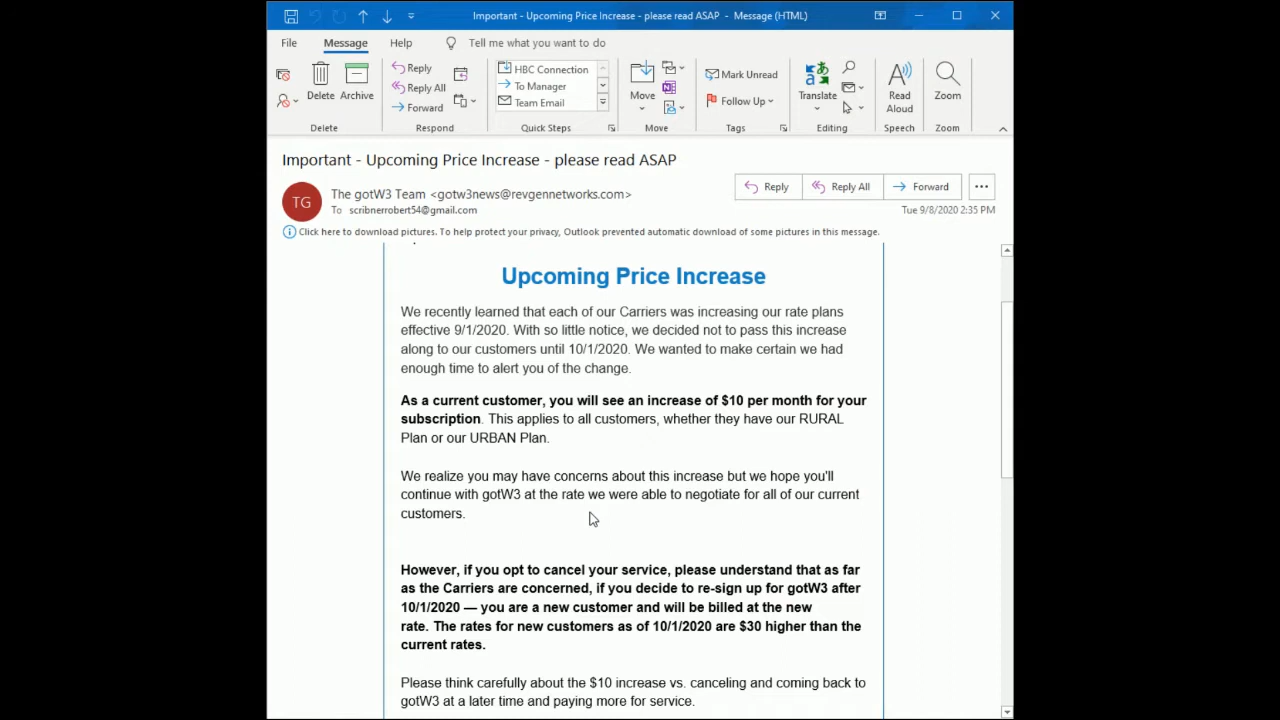 Important - Upcoming Price Increase - please read ASAP - Message (HTML)
File Message Help Tell me what you want to do
Delete Archive
Reply
Reply All
Forward
HBC Connection
To Manager
Team Email
Move
Mark Unread
Follow Up
Translate
Read Aloud
Zoom
Delete Respond Quick Steps Move Tags Editing Speech Zoom
Important - Upcoming Price Increase - please read ASAP
TG
The gotW3 Team <gotw3news@revgennetworks.com>
To scribnerrobert54@gmail.com
Reply Reply All Forward
Tue 9/8/2020 2:35 PM
Click here to download pictures. To help protect your privacy, Outlook prevented automatic download of some pictures in this message.
Upcoming Price Increase
We recently learned that each of our Carriers was increasing our rate plans
effective 9/1/2020. With so little notice, we decided not to pass this increase
along to our customers until 10/1/2020. We wanted to make certain we had
enough time to alert you of the change.
As a current customer, you will see an increase of $10 per month for your
subscription. This applies to all customers, whether they have our RURAL
Plan or our URBAN Plan.
We realize you may have concerns about this increase but we hope you'll
continue with gotW3 at the rate we were able to negotiate for all of our current
customers.
However, if you opt to cancel your service, please understand that as far
as the Carriers are concerned, if you decide to re-sign up for gotW3 after
10/1/2020 — you are a new customer and will be billed at the new
rate. The rates for new customers as of 10/1/2020 are $30 higher than the
current rates.
Please think carefully about the $10 increase vs. canceling and coming back to
gotW3 at a later time and paying more for service.